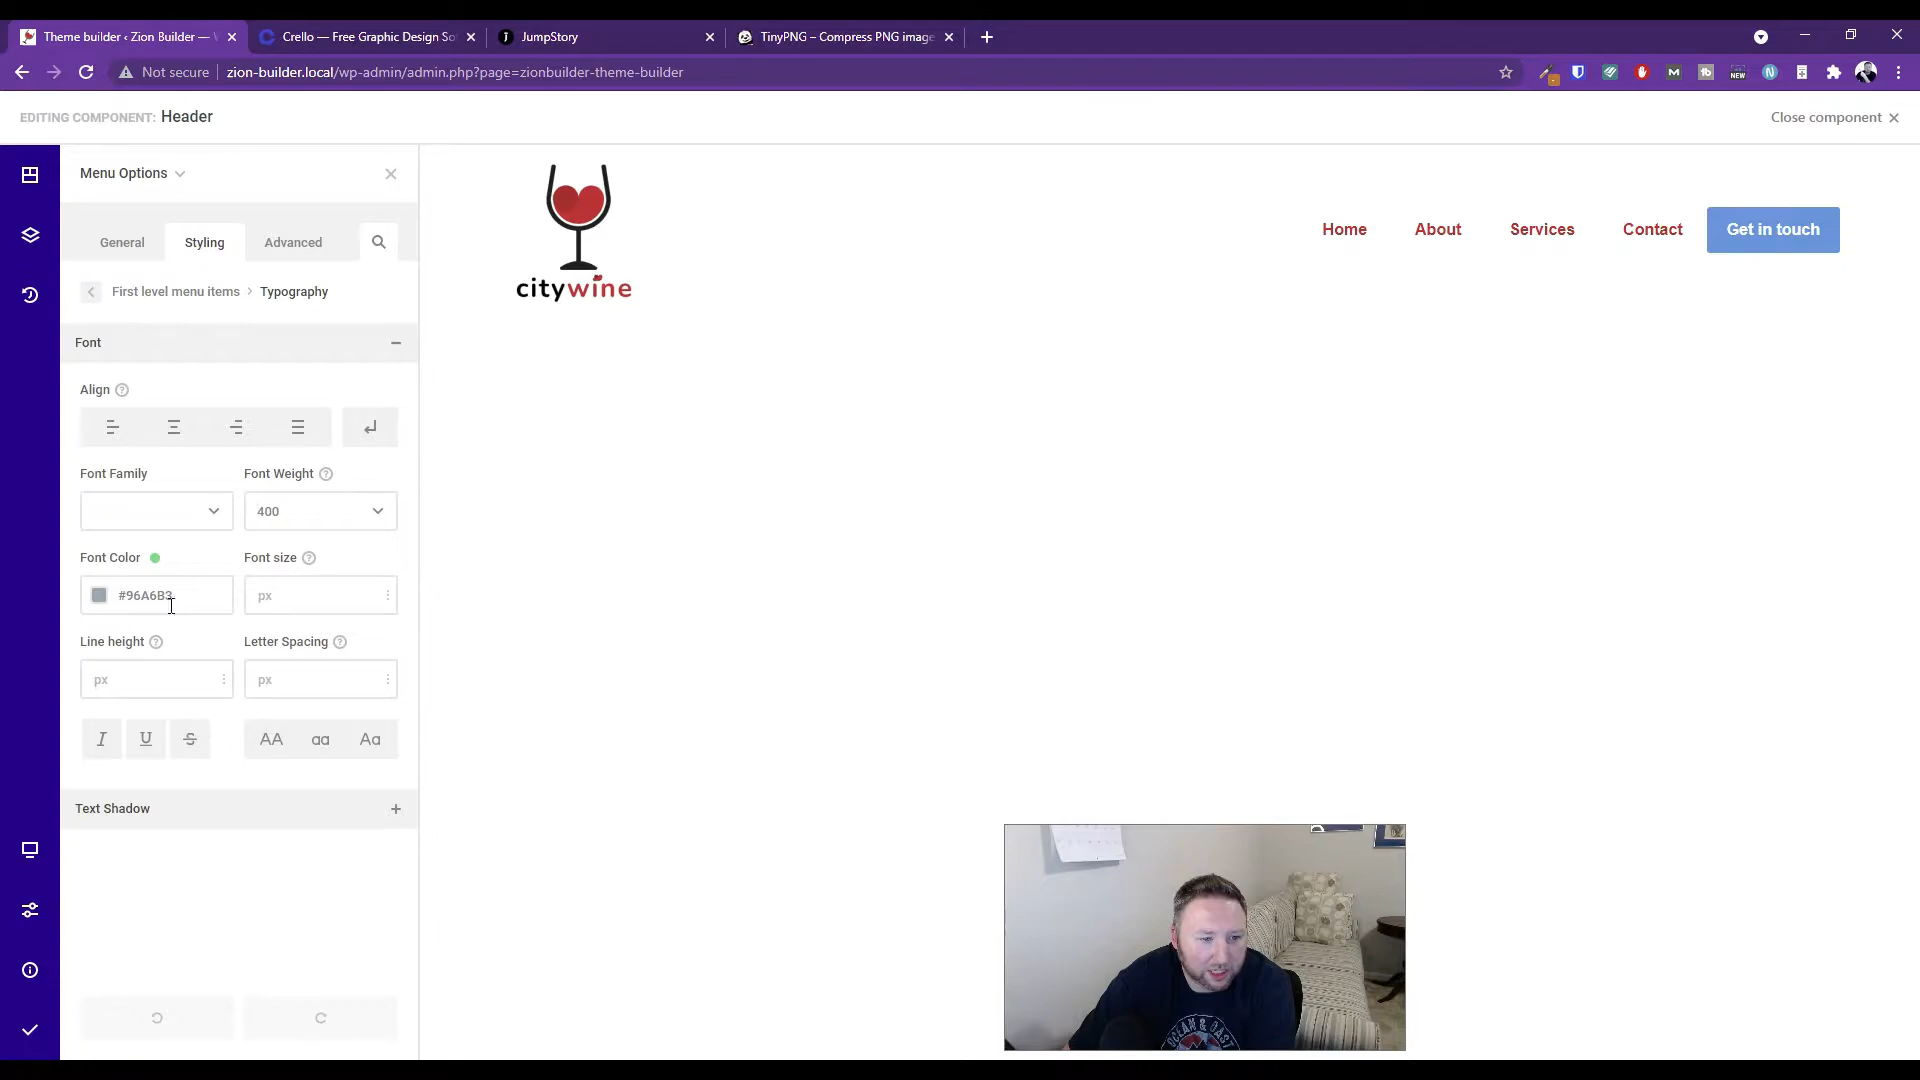 Theme builder ‹ Zion Builder — W
Crello — Free Graphic Design So
JumpStory
TinyPNG – Compress PNG image
Not secure
zion-builder.local/wp-admin/admin.php?page=zionbuilder-theme-builder
EDITING COMPONENT: Header
Close component
Menu Options
General
Styling
Advanced
First level menu items › Typography
Font
Align
Font Family
Font Weight
400
Font Color
Font size
#96A6B3
px
Line height
Letter Spacing
px
px
I
U
S
AA
aa
Aa
Text Shadow
citywine
Home
About
Services
Contact
Get in touch
OCEAN & COAST